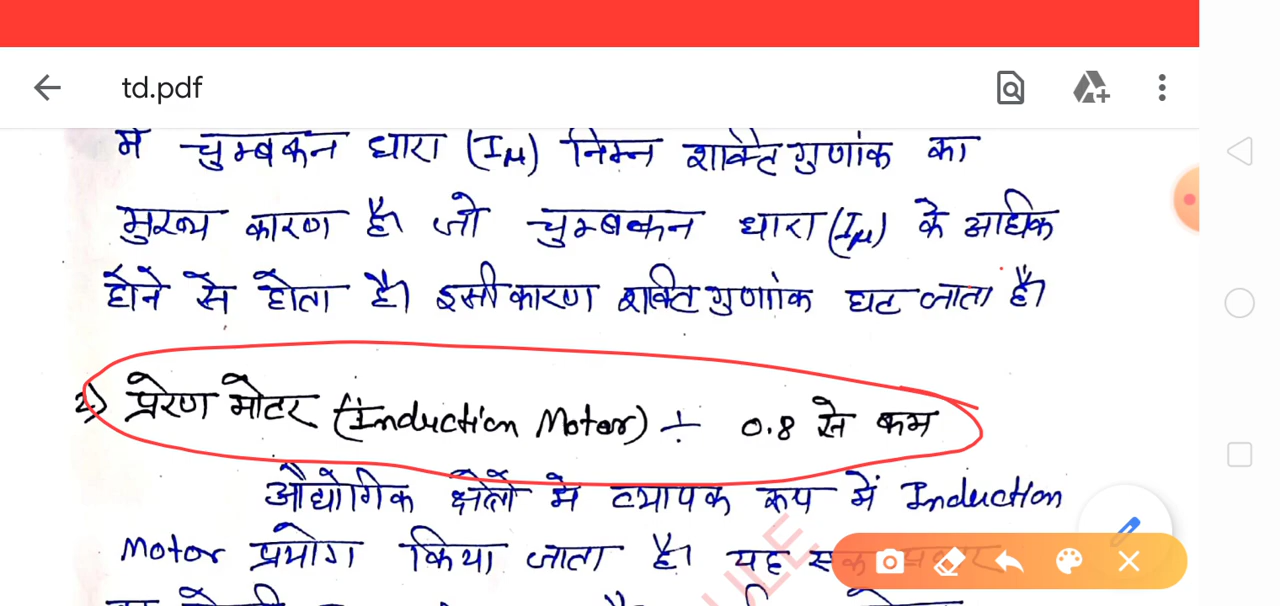 td.pdf
में चुम्बकन धारा (Iμ) निम्न शक्ति गुणांक का
मुख्य कारण है। जो चुम्बकन धारा (Iμ) के अधिक
होने से होता है। इसी कारण शक्ति गुणांक घट जाता है।
2) प्रेरण मोटर (Induction Motor) ÷ 0.8 से कम
औद्योगिक क्षेत्रों में व्यापक रूप में Induction
Motor प्रयोग किया जाता है। यह
ULE